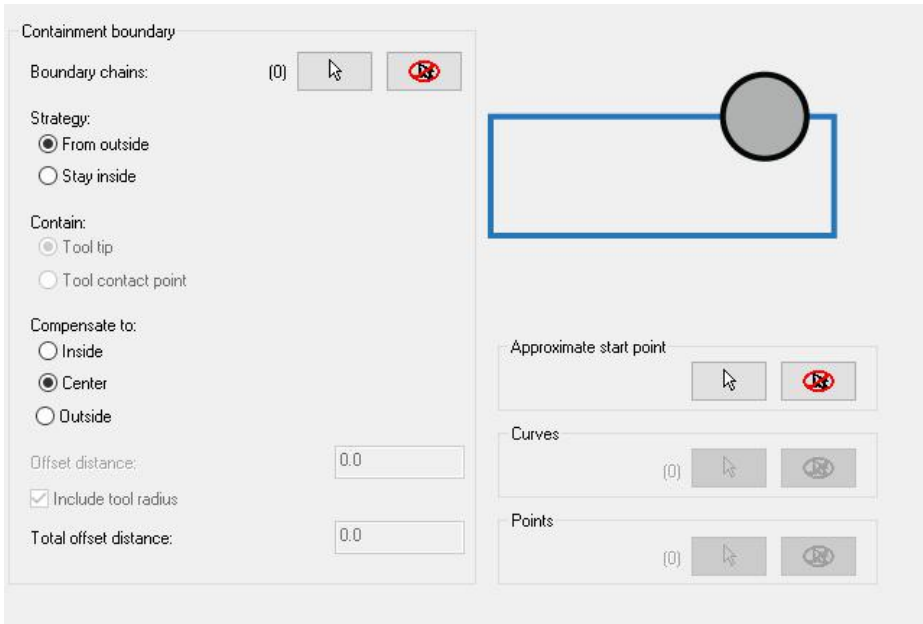 Containment boundary
Boundary chains: (0)
Strategy:
From outside
Stay inside
Contain:
Tool tip
Tool contact point
Compensate to:
Inside
Center
Outside
Offset distance: 0.0
Include tool radius
Total offset distance: 0.0
Approximate start point
Curves
(0)
Points
(0)